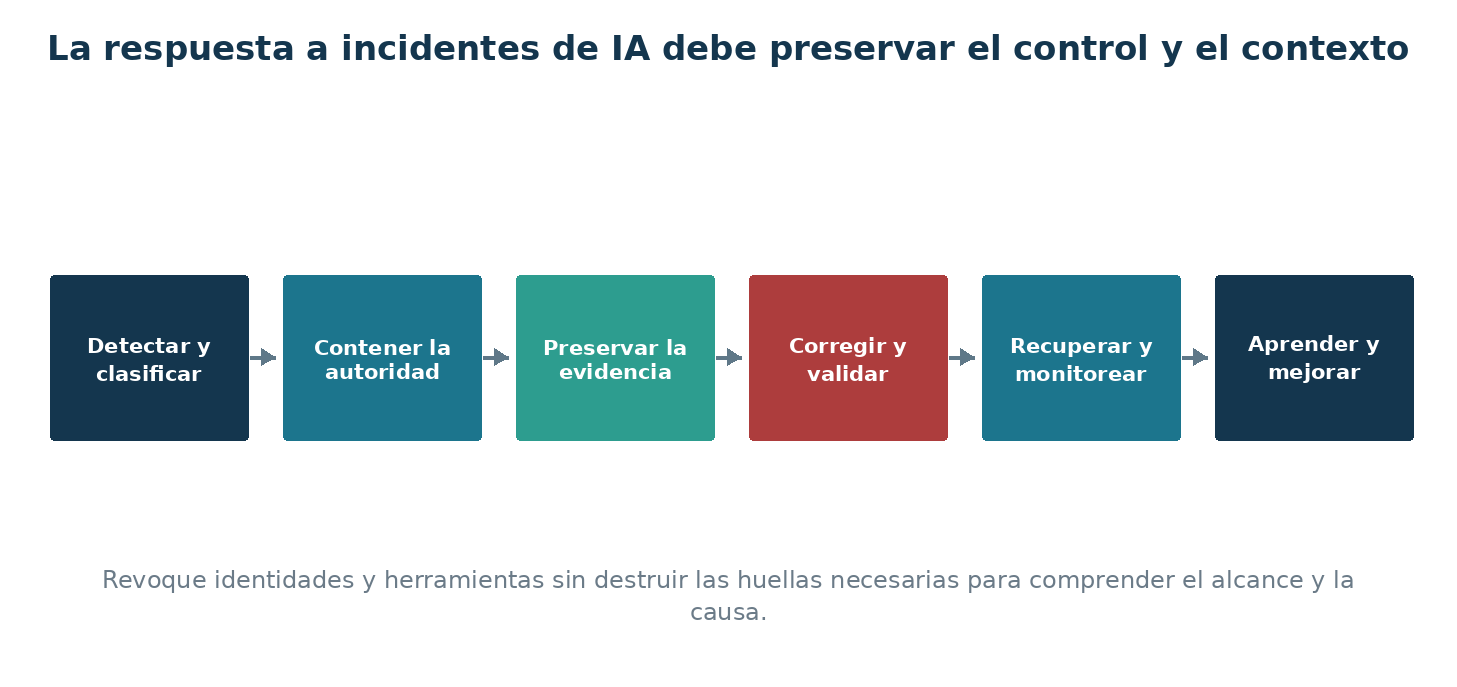 La respuesta a incidentes de IA debe preservar el control y el contexto
Detectar y
clasificar
Contener la
autoridad
Preservar la
evidencia
Corregir y
validar
Recuperar y
monitorear
Aprender y
mejorar
Revoque identidades y herramientas sin destruir las huellas necesarias para comprender el alcance y la
causa.